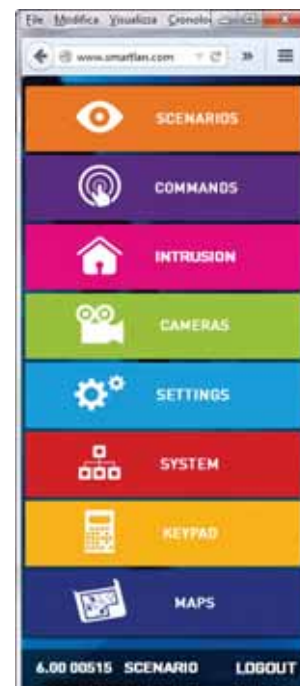 File Modifica Visualizza Cronolo
www.smartlan.com
SCENARIOS
COMMANDS
INTRUSION
CAMERAS
SETTINGS
SYSTEM
KEYPAD
MAPS
6.00 00515 SCENARIO LOGOUT